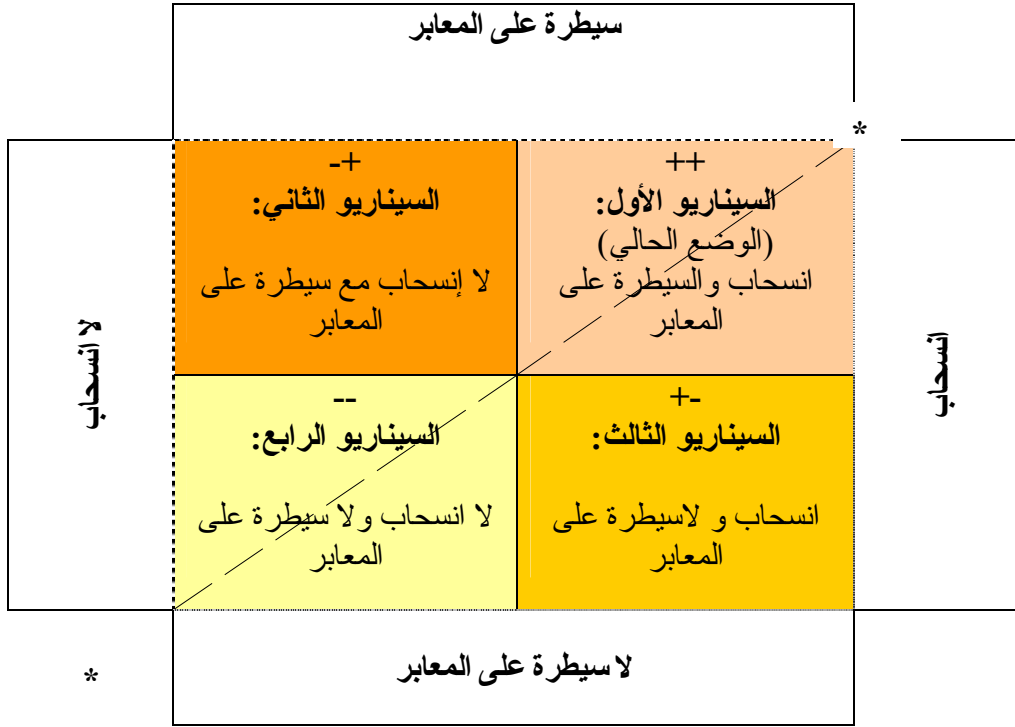 سيطرة على المعابر
*
++
السيناريو الأول:
(الوضع الحالي)
انسحاب والسيطرة على
المعابر
-+
السيناريو الثاني:
لا إنسحاب مع سيطرة على
المعابر
انسحاب
لا انسحاب
+-
السيناريو الثالث:
انسحاب و لاسيطرة على
المعابر
--
السيناريو الرابع:
لا انسحاب ولا سيطرة على
المعابر
لا سيطرة على المعابر
*